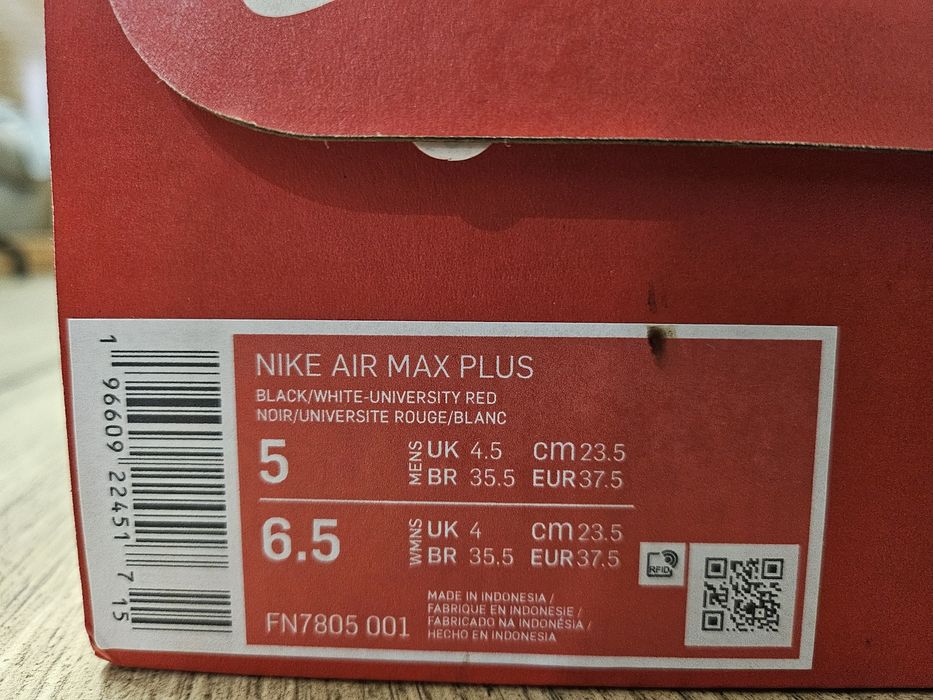 NIKE AIR MAX PLUS
BLACK/WHITE-UNIVERSITY RED
NOIR/UNIVERSITE ROUGE/BLANC
5 MENS UK 4.5 cm 23.5
BR 35.5 EUR 37.5
6.5 WMNS UK 4 cm 23.5
BR 35.5 EUR 37.5
RFID
FN7805 001
MADE IN INDONESIA /
FABRIQUE EN INDONESIE /
FABRICADO NA INDONÉSIA /
HECHO EN INDONESIA
1 96609 22451 7 15